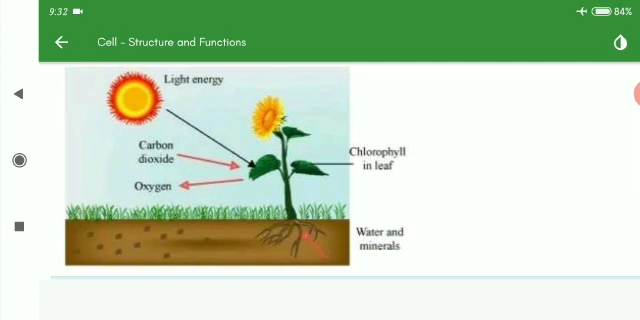 9:32
84%
Cell - Structure and Functions
Light energy
Carbon
dioxide
Oxygen
Chlorophyll
in leaf
Water and
minerals